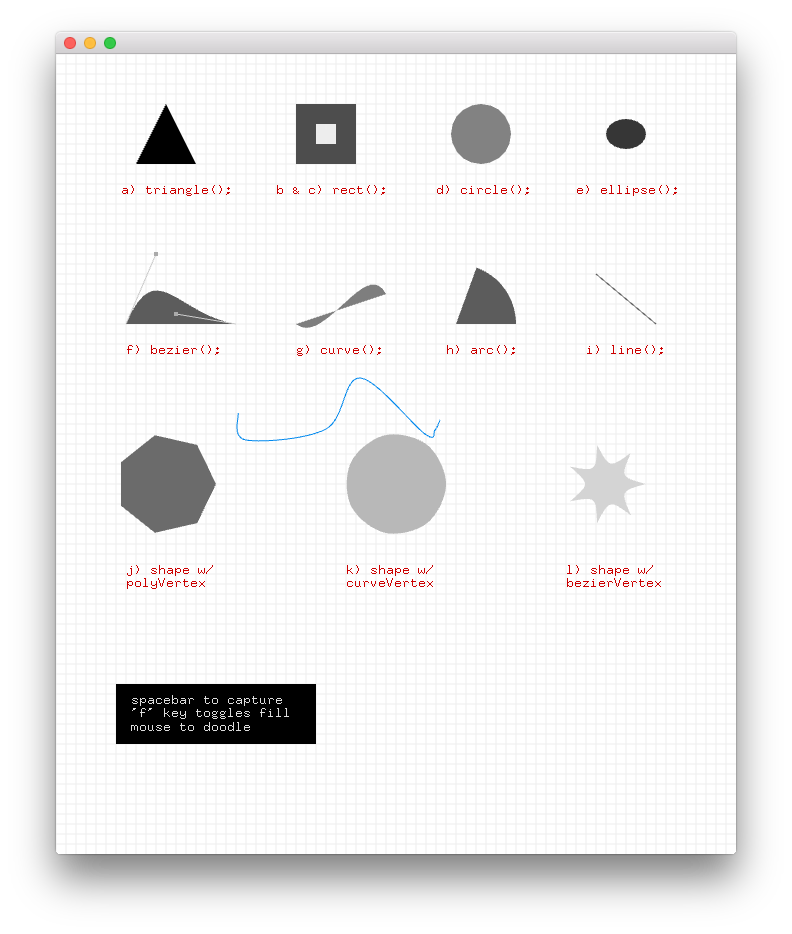 a) triangle();
b & c) rect();
d) circle();
e) ellipse();
f) bezier();
g) curve();
h) arc();
i) line();
j) shape w/
polyVertex
k) shape w/
curveVertex
l) shape w/
bezierVertex
spacebar to capture
"f" key toggles fill
mouse to doodle